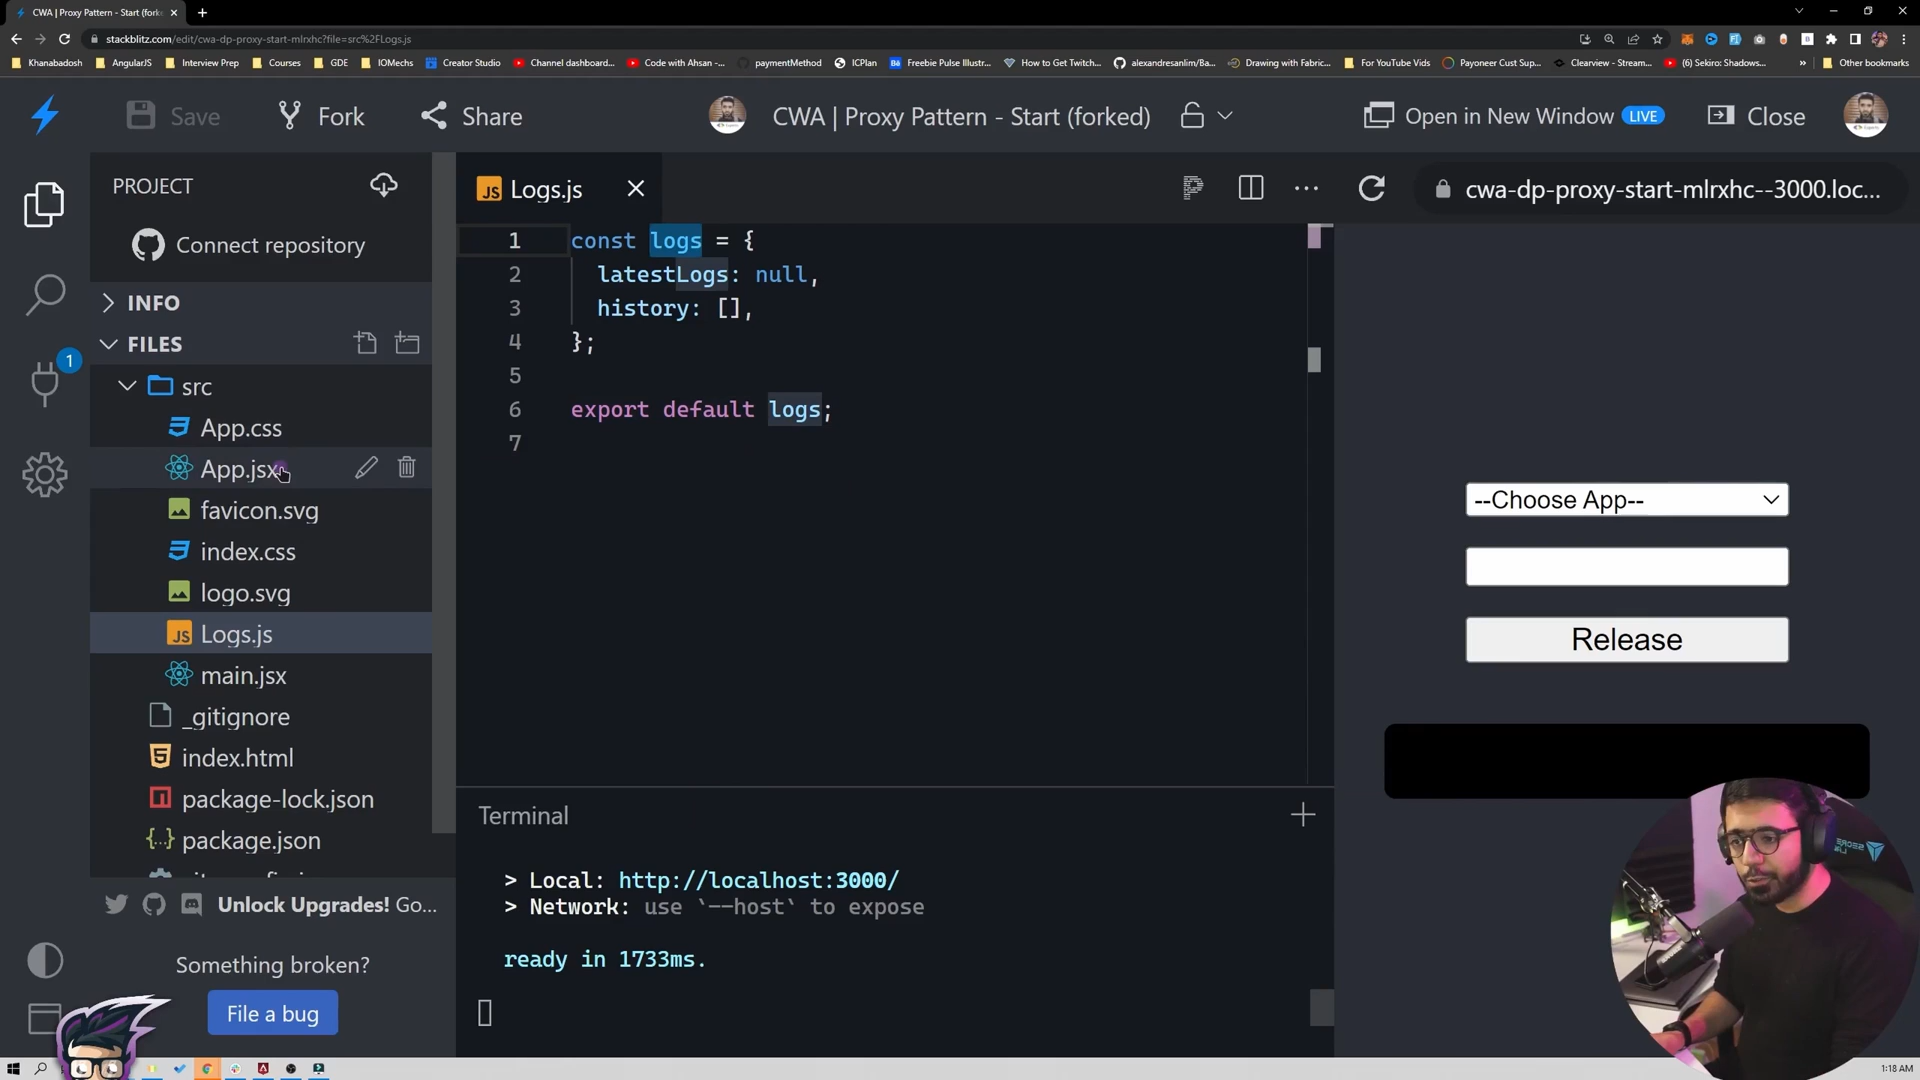 CWA | Proxy Pattern - Start (fork
stackblitz.com/edit/cwa-dp-proxy-start-mlrxhc?file=src%2FLogs.js
Khanabadosh
AngularJS
Interview Prep
Courses
GDE
IOMechs
Creator Studio
Channel dashboard...
Code with Ahsan -...
paymentMethod
ICPlan
Freebie Pulse Illustr...
How to Get Twitch...
alexandresanlim/Ba...
Drawing with Fabric...
For YouTube Vids
Payoneer Cust Sup...
Clearview - Stream...
(6) Sekiro: Shadows...
Other bookmarks
Save
Fork
Share
CWA | Proxy Pattern - Start (forked)
Open in New Window LIVE
Close
PROJECT
Connect repository
INFO
FILES
src
App.css
App.jsx
favicon.svg
index.css
logo.svg
JS Logs.js
main.jsx
_gitignore
index.html
package-lock.json
package.json
1
Unlock Upgrades! Go...
Something broken?
File a bug
JS Logs.js
1 const logs = {
2 latestLogs: null,
3 history: [],
4 };
5
6 export default logs;
7
Terminal
> Local: http://localhost:3000/
> Network: use `--host` to expose
ready in 1733ms.
cwa-dp-proxy-start-mlrxhc--3000.loc...
--Choose App--
Release
1:18 AM